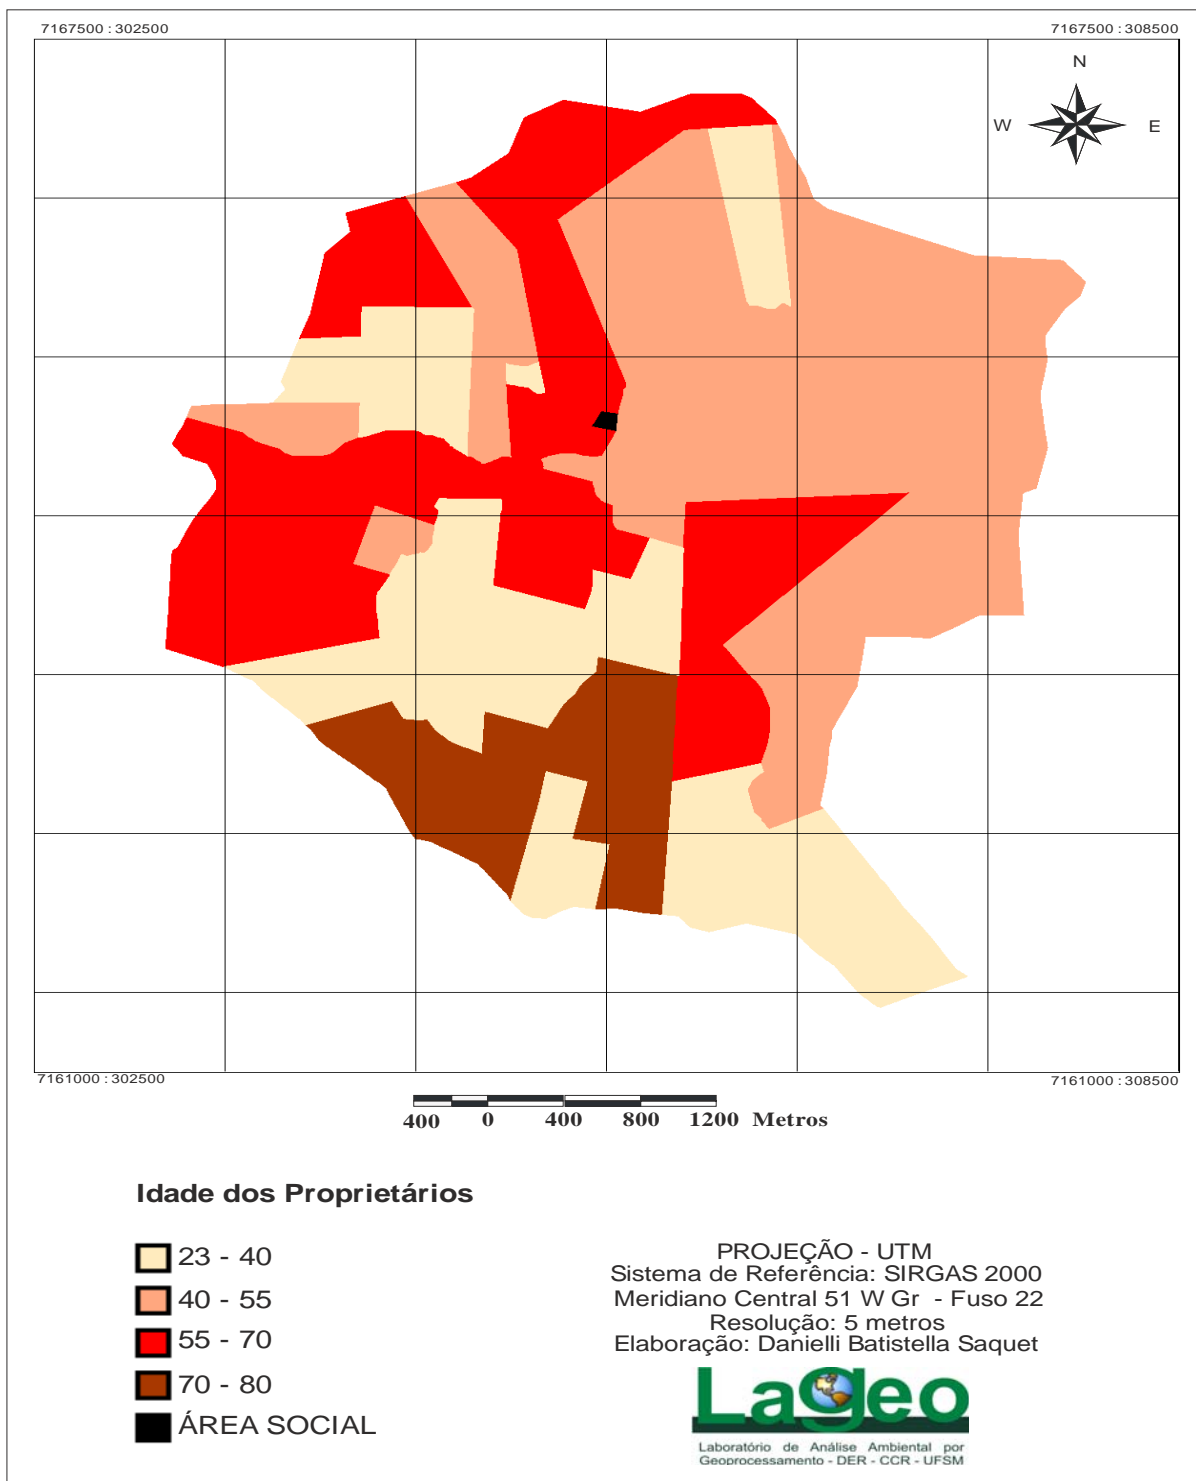 7167500 : 302500
7167500 : 308500
N
W
E
7161000 : 302500
7161000 : 308500
400 0 400 800 1200 Metros
Idade dos Proprietários
23 - 40
40 - 55
55 - 70
70 - 80
ÁREA SOCIAL
PROJEÇÃO - UTM
Sistema de Referência: SIRGAS 2000
Meridiano Central 51 W Gr - Fuso 22
Resolução: 5 metros
Elaboração: Danielli Batistella Saquet
Lageo
Laboratório de Análise Ambiental por
Geoprocessamento - DER - CCR - UFSM